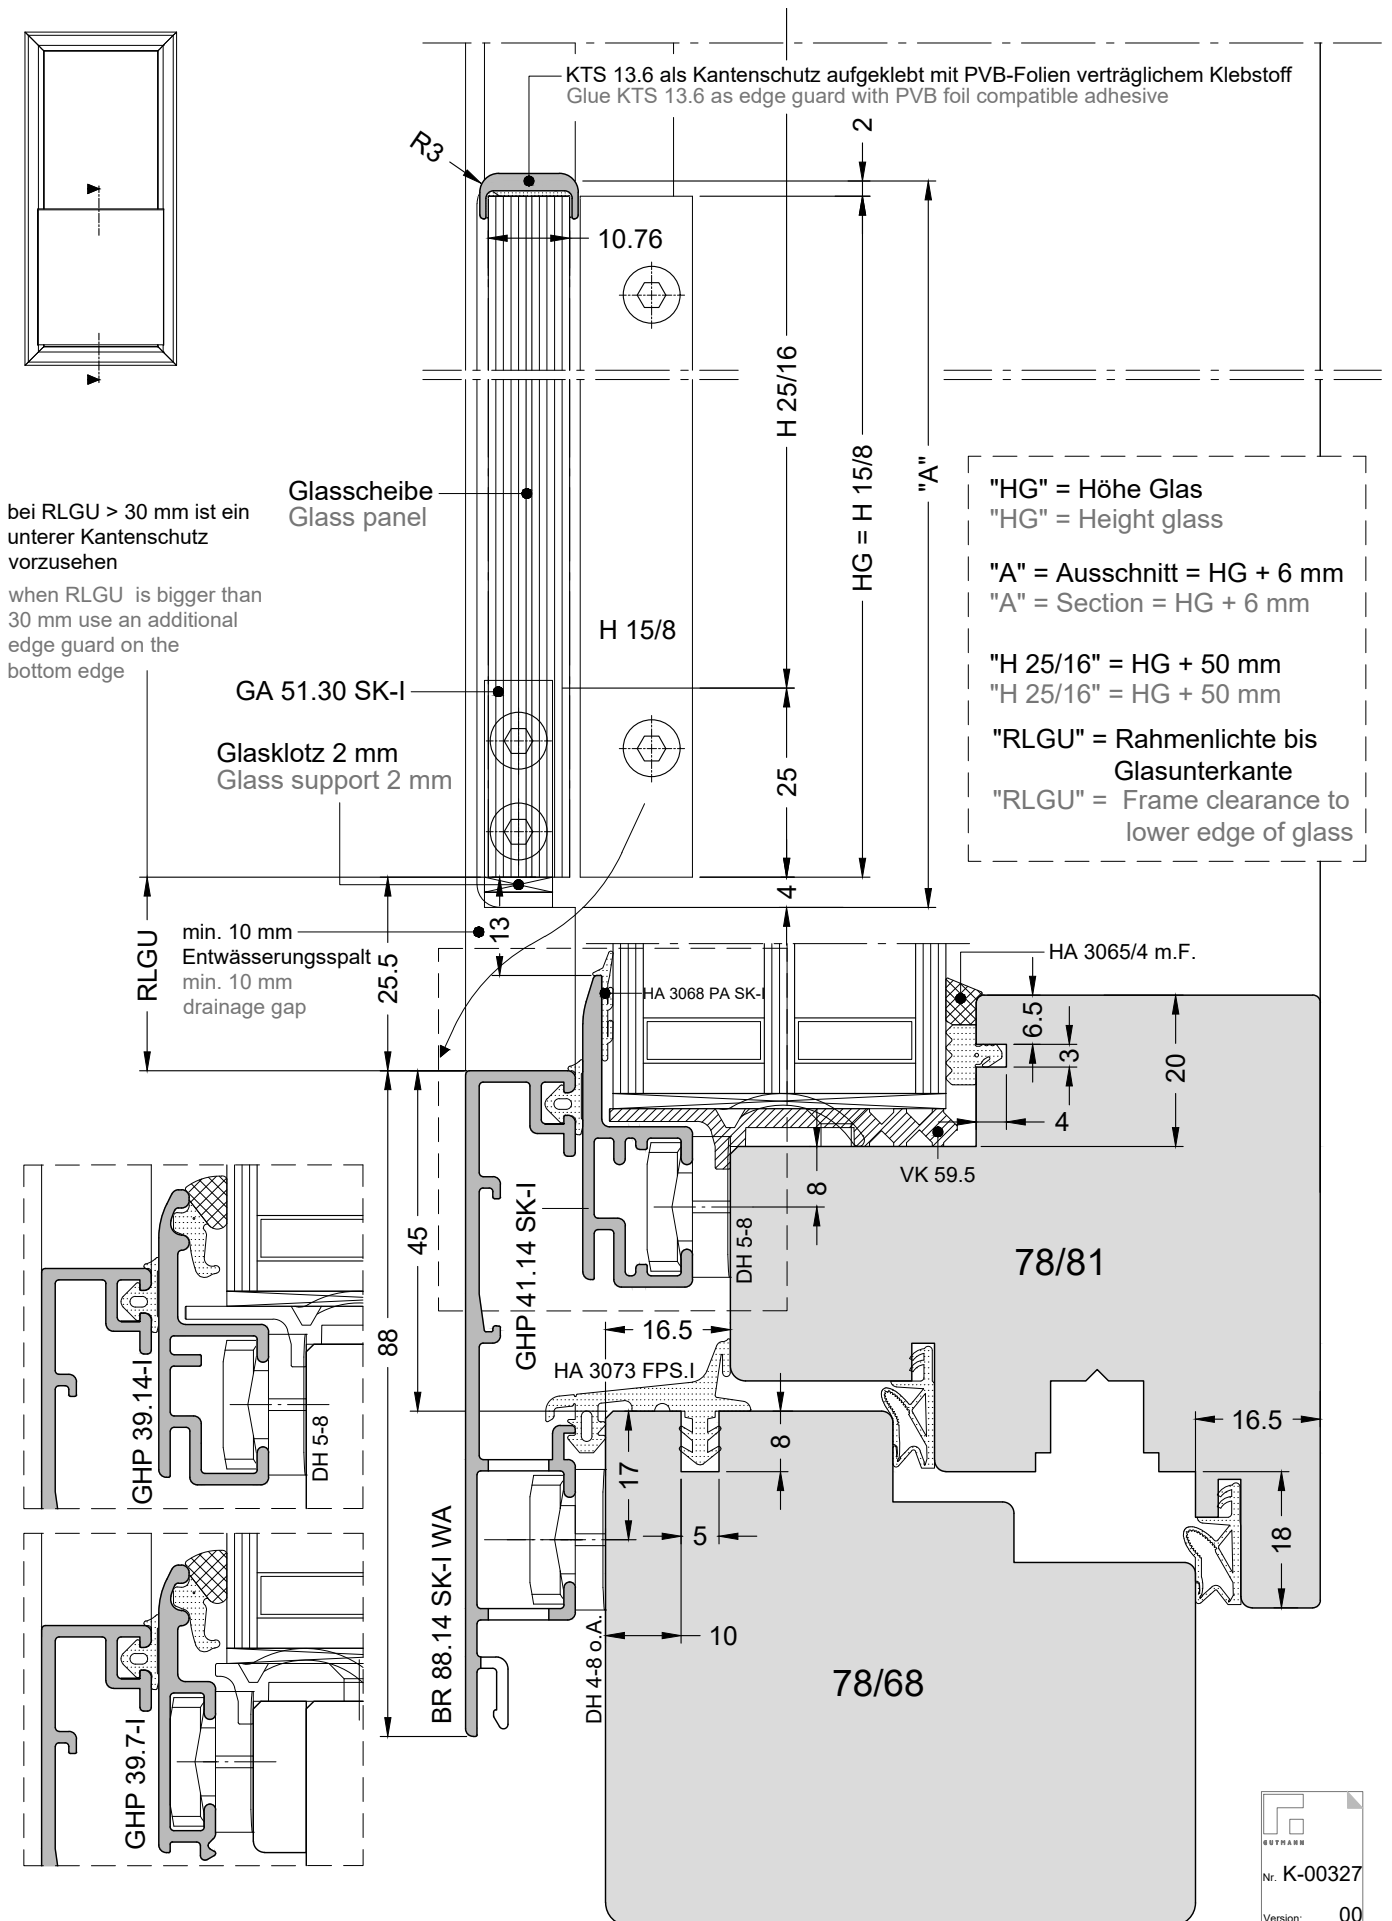 KTS 13.6 als Kantenschutz aufgeklebt mit PVB-Folien verträglichem Klebstoff
Glue KTS 13.6 as edge guard with PVB foil compatible adhesive
2
R3
10.76
H 25/16
HG = H 15/8
"A"
Glasscheibe
Glass panel
bei RLGU > 30 mm ist ein
unterer Kantenschutz
vorzusehen
when RLGU is bigger than
30 mm use an additional
edge guard on the
bottom edge
"HG" = Höhe Glas
"HG" = Height glass
"A" = Ausschnitt = HG + 6 mm
"A" = Section = HG + 6 mm
"H 25/16" = HG + 50 mm
"H 25/16" = HG + 50 mm
"RLGU" = Rahmenlichte bis
Glasunterkante
"RLGU" = Frame clearance to
lower edge of glass
H 15/8
GA 51.30 SK-I
Glasklotz 2 mm
Glass support 2 mm
25
4
13
RLGU
25.5
min. 10 mm
Entwässerungsspalt
min. 10 mm
drainage gap
HA 3068 PA SK-I
HA 3065/4 m.F.
6.5
3
20
4
VK 59.5
8
DH 5-8
78/81
GHP 41.14 SK-I
45
88
16.5
HA 3073 FPS.I
8
17
5
10
16.5
18
GHP 39.14-I
DH 5-8
BR 88.14 SK-I WA
DH 4-8 o.A.
78/68
GHP 39.7-I
GUTMANN
Nr. K-00327
Version: 00